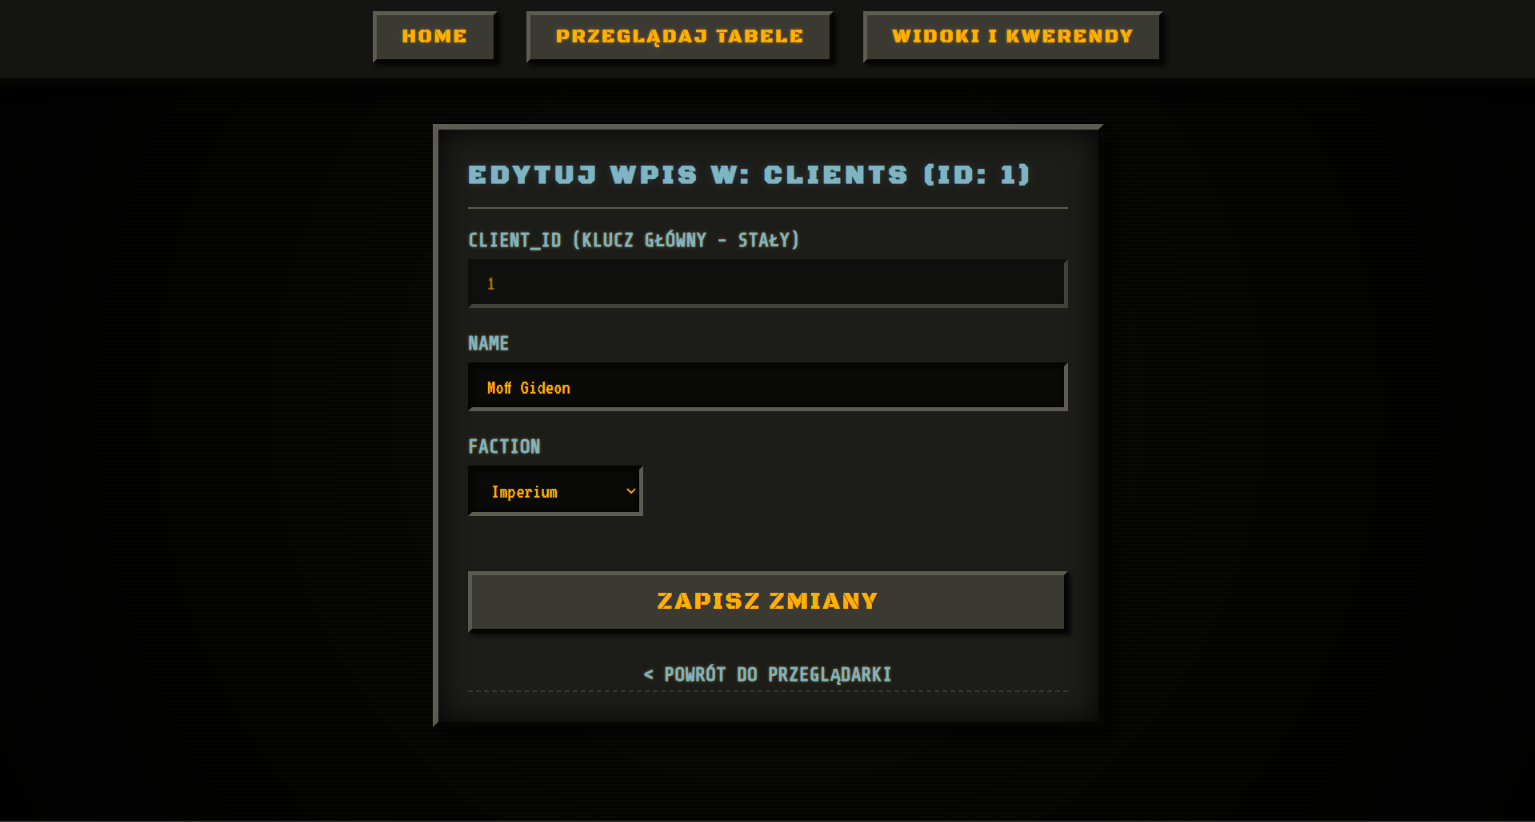 HOME
PRZEGLĄDAJ TABELE
WIDOKI I KWERENDY
EDYTUJ WPIS W: CLIENTS (ID: 1)
CLIENT_ID (KLUCZ GŁÓWNY - STAŁY)
1
NAME
Moff Gideon
FACTION
Imperium
ZAPISZ ZMIANY
< POWRÓT DO PRZEGLĄDARKI